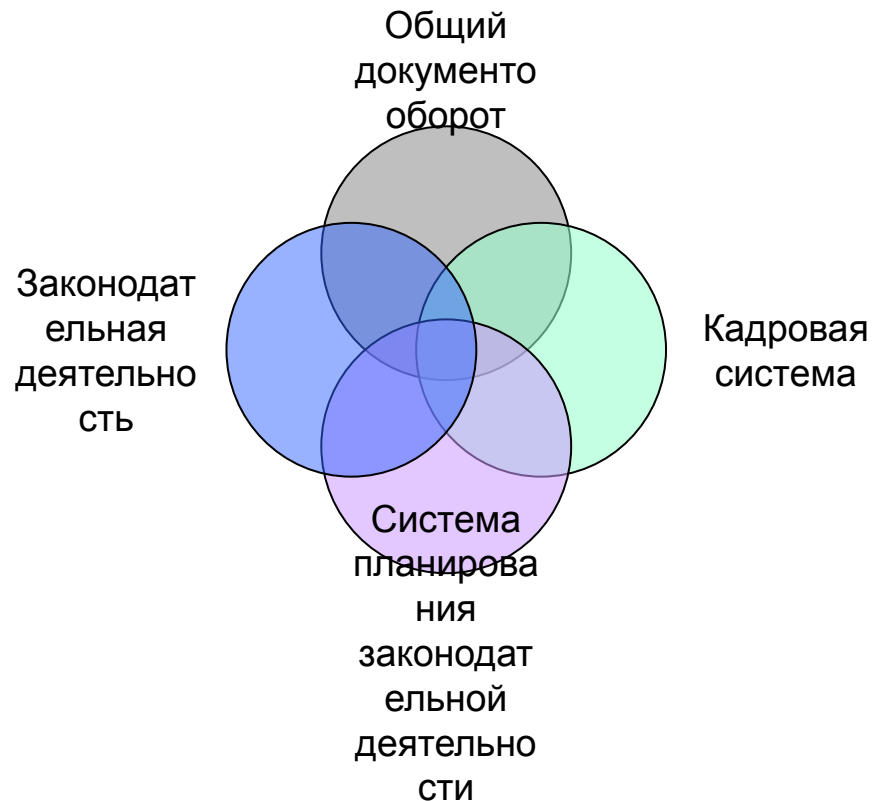 Общий
документо
оборот
Законодат
ельная
деятельно
сть
Кадровая
система
Система
планирова
ния
законодат
ельной
деятельно
сти